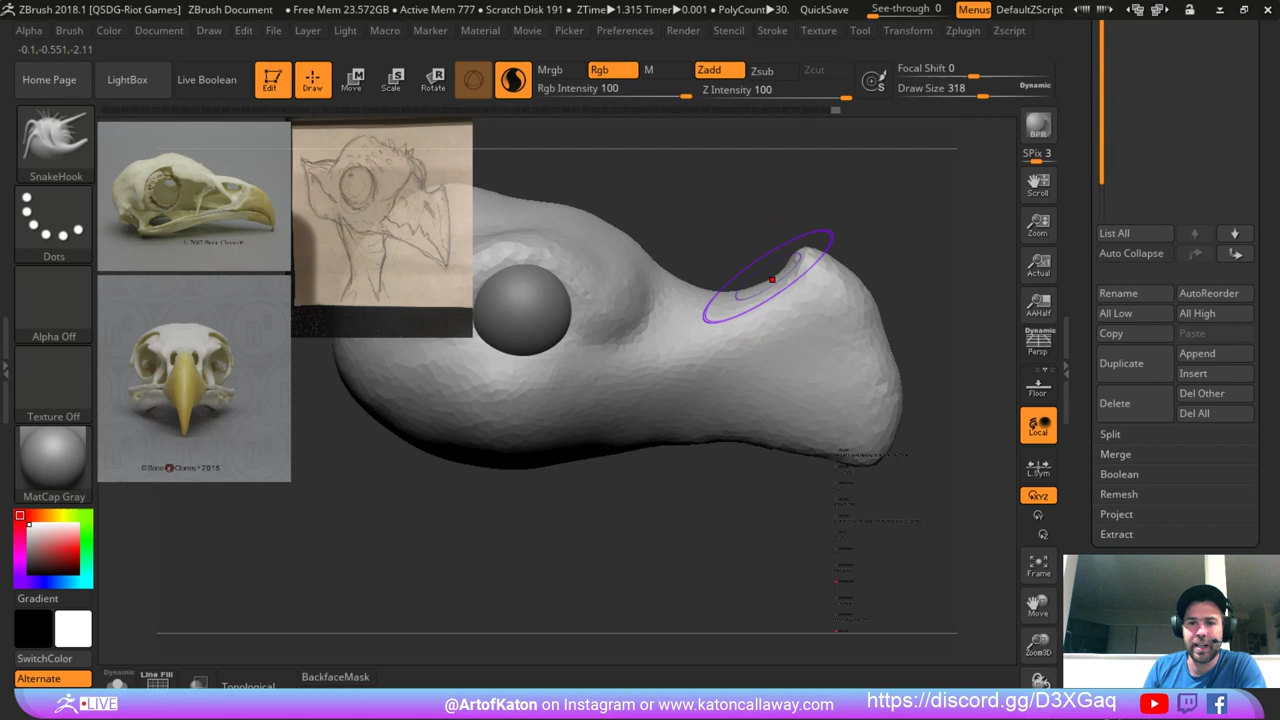 ZBrush 2018.1 [QSDG-Riot Games]
ZBrush Document
• Free Mem 23.572GB • Active Mem 777 • Scratch Disk 191 • ZTime▶1.315 Timer▶0.001 • PolyCount▶30.
QuickSave
See-through 0
Menus
DefaultZScript
Alpha Brush Color Document Draw Edit File Layer Light Macro Marker Material Movie Picker Preferences Render Stencil Stroke Texture Tool Transform Zplugin Zscript
-0.1,-0.551,-2.11
Home Page
LightBox
Live Boolean
Edit
Draw
Move
Scale
Rotate
Mrgb Rgb M
Rgb Intensity 100
Zadd Zsub Zcut
Z Intensity 100
Focal Shift 0
Draw Size 318
Dynamic
SnakeHook
Dots
Alpha Off
Texture Off
MatCap Gray
Gradient
SwitchColor
Alternate
BPR
SPix 3
Scroll
Zoom
Actual
AAHalf
Dynamic
Persp
Floor
Local
L.Sym
XYZ
Y
Z
Frame
Move
Zoom3D
List All
Auto Collapse
Rename AutoReorder
All Low All High
Copy Paste
Duplicate Append
Insert
Delete Del Other
Del All
Split
Merge
Boolean
Remesh
Project
Extract
Dynamic
Line Fill
Topological
BackfaceMask
LIVE
@ArtofKaton on Instagram or www.katoncallaway.com
https://discord.gg/D3XGaq